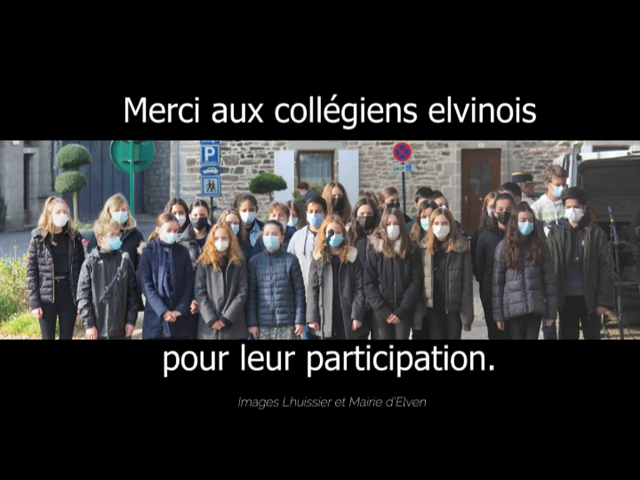 Merci aux collégiens elvinois
P
pour leur participation.
Images Lhuissier et Mairie d'Elven